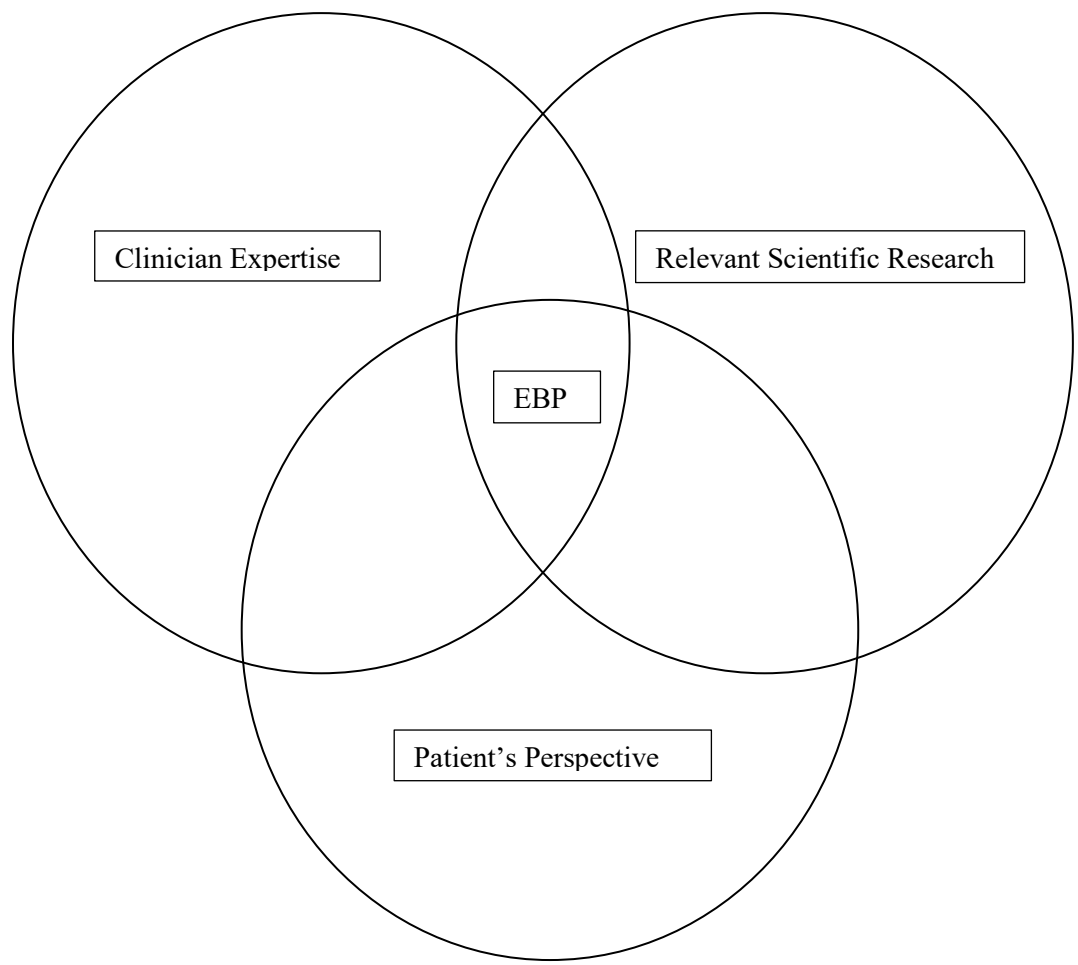 Clinician Expertise
Relevant Scientific Research
EBP
Patient’s Perspective